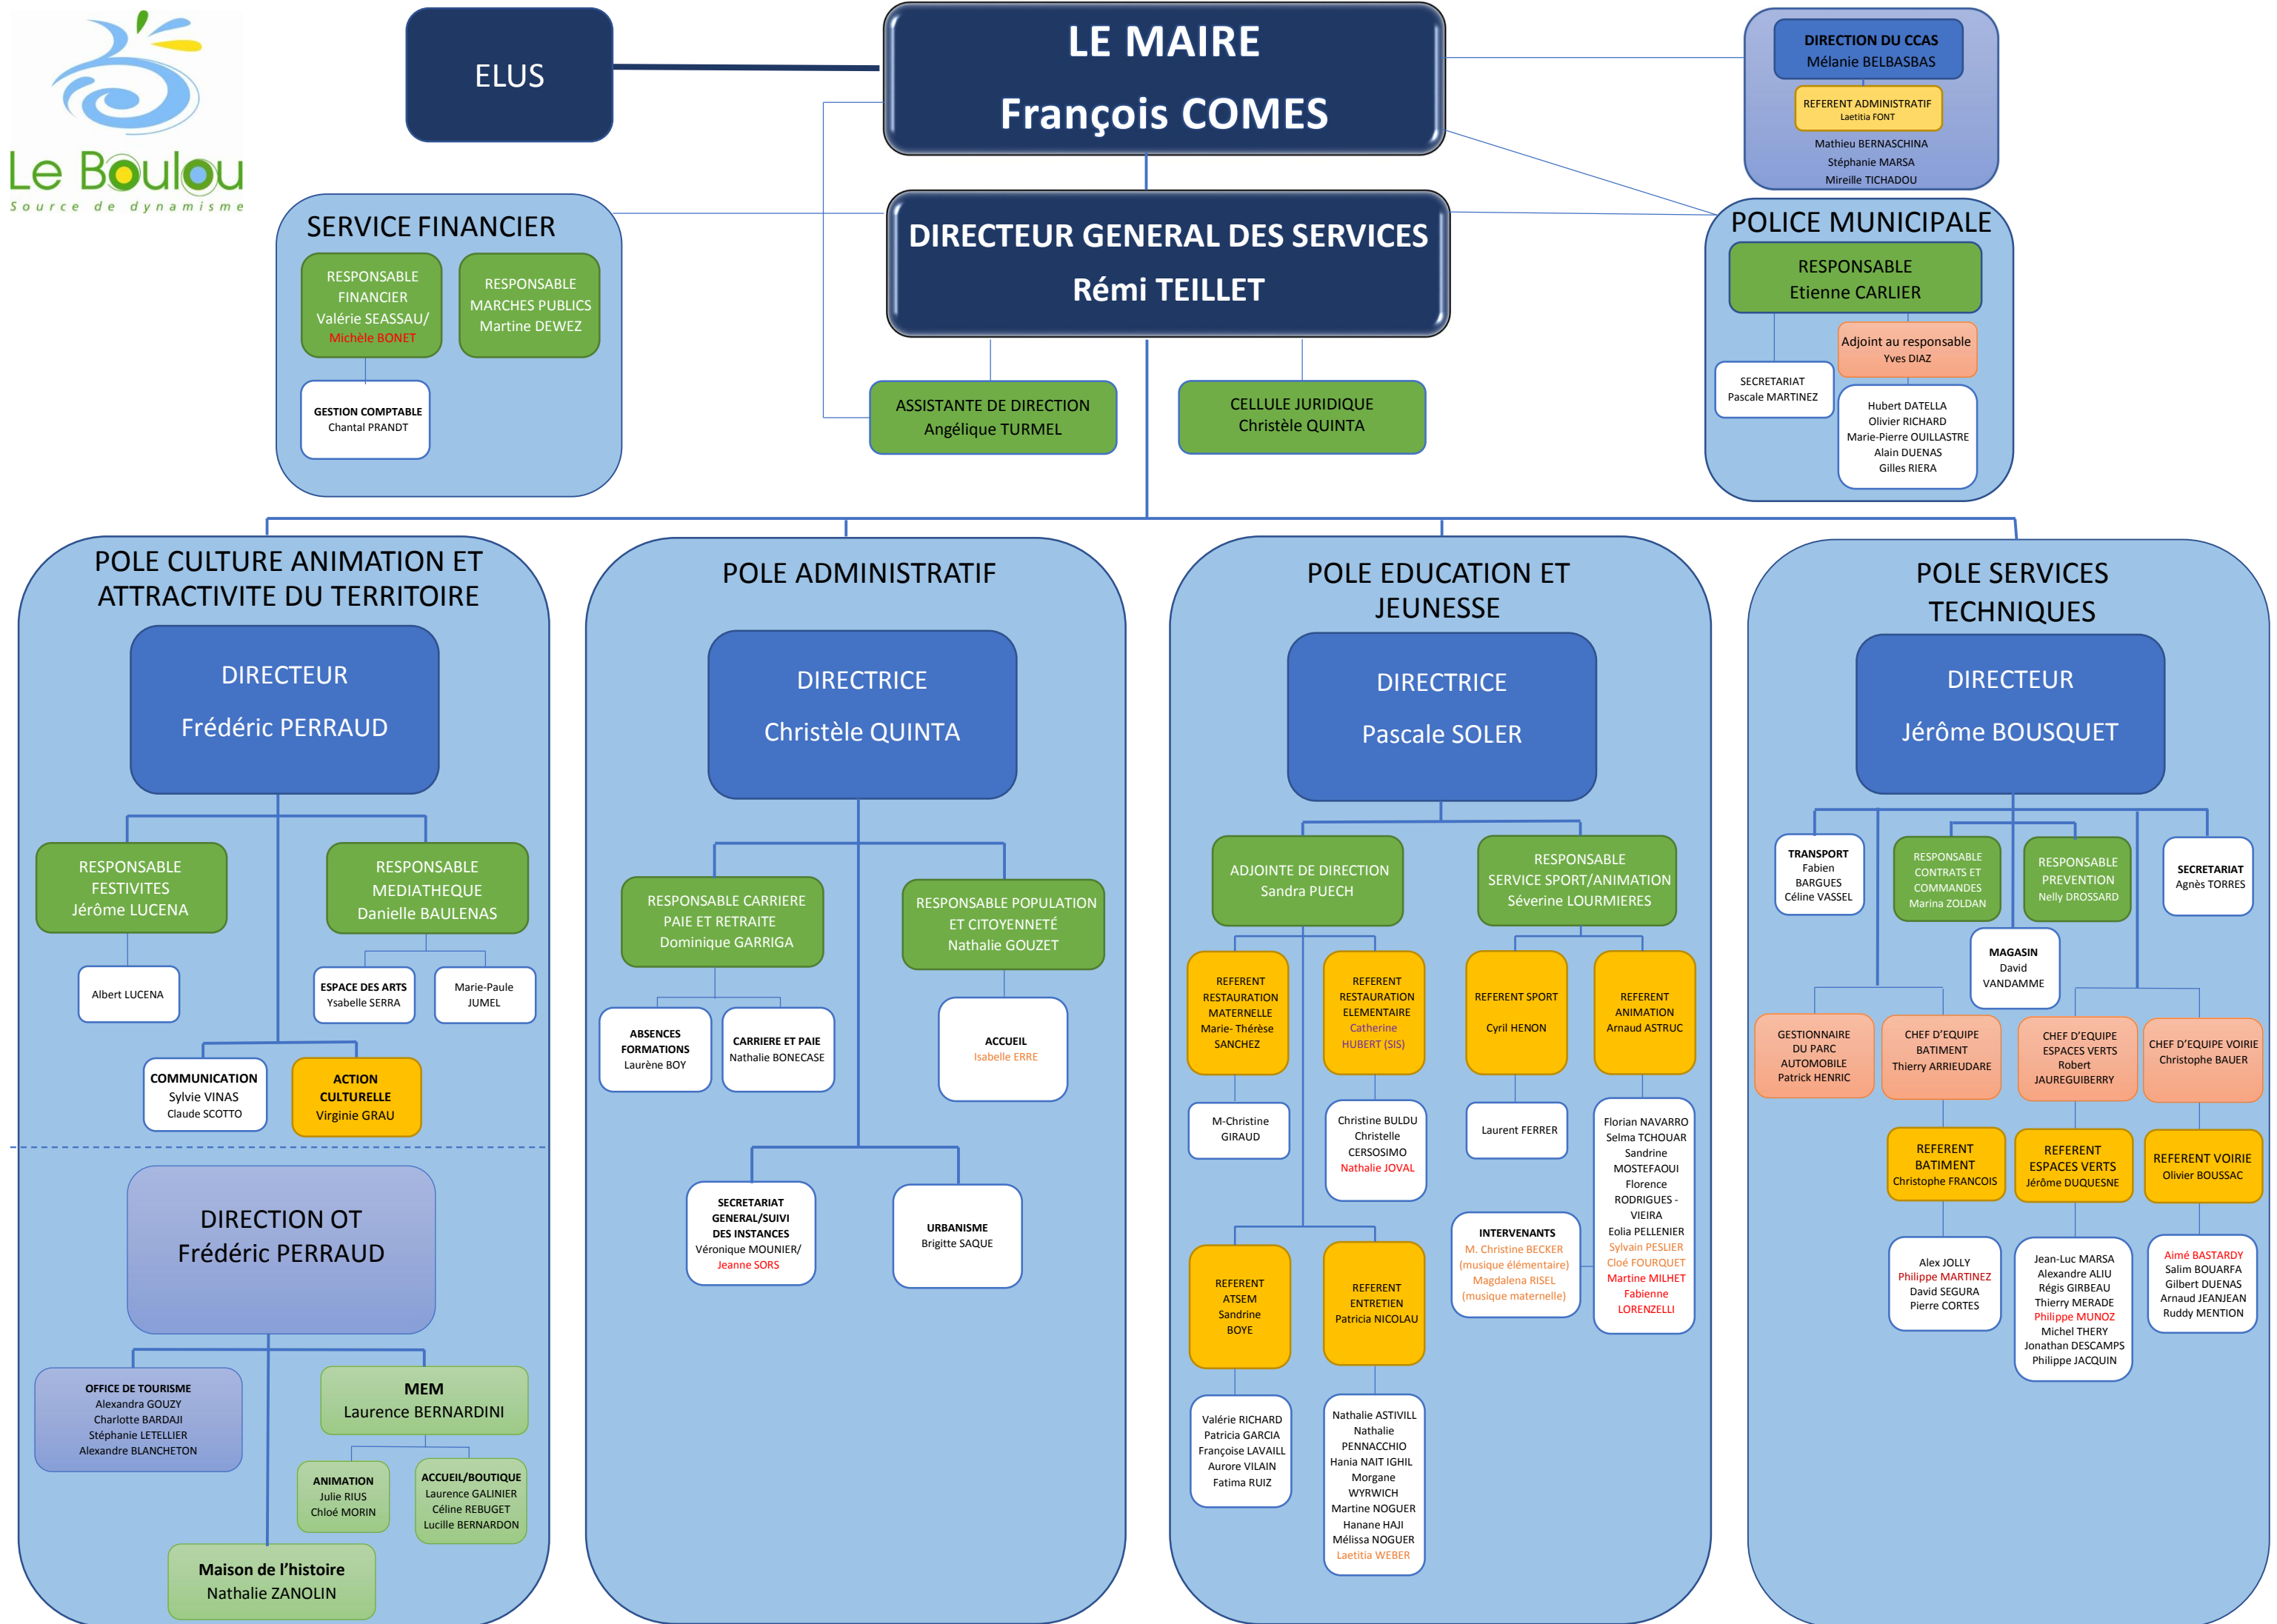 Le Boulou
Source de dynamisme
ELUS
LE MAIRE
François COMES
DIRECTION DU CCAS
Mélanie BELBASBAS
REFERENT ADMINISTRATIF
Laetitia FONT
Mathieu BERNASCHINA
Stéphanie MARSA
Mireille TICHADOU
SERVICE FINANCIER
RESPONSABLE
FINANCIER
Valérie SEASSAU/
Michèle BONET
RESPONSABLE
MARCHES PUBLICS
Martine DEWEZ
GESTION COMPTABLE
Chantal PRANDT
DIRECTEUR GENERAL DES SERVICES
Rémi TEILLET
ASSISTANTE DE DIRECTION
Angélique TURMEL
CELLULE JURIDIQUE
Christèle QUINTA
POLICE MUNICIPALE
RESPONSABLE
Etienne CARLIER
SECRETARIAT
Pascale MARTINEZ
Adjoint au responsable
Yves DIAZ
Hubert DATELLA
Olivier RICHARD
Marie-Pierre OUILLASTRE
Alain DUENAS
Gilles RIERA
POLE CULTURE ANIMATION ET
ATTRACTIVITE DU TERRITOIRE
DIRECTEUR
Frédéric PERRAUD
RESPONSABLE
FESTIVITES
Jérôme LUCENA
RESPONSABLE
MEDIATHEQUE
Danielle BAULENAS
Albert LUCENA
ESPACE DES ARTS
Ysabelle SERRA
Marie-Paule
JUMEL
COMMUNICATION
Sylvie VINAS
Claude SCOTTO
ACTION
CULTURELLE
Virginie GRAU
DIRECTION OT
Frédéric PERRAUD
OFFICE DE TOURISME
Alexandra GOUZY
Charlotte BARDAJI
Stéphanie LETELLIER
Alexandre BLANCHETON
MEM
Laurence BERNARDINI
ANIMATION
Julie RIUS
Chloé MORIN
ACCUEIL/BOUTIQUE
Laurence GALINIER
Céline REBUGET
Lucille BERNARDON
Maison de l'histoire
Nathalie ZANOLIN
POLE ADMINISTRATIF
DIRECTRICE
Christèle QUINTA
RESPONSABLE CARRIERE
PAIE ET RETRAITE
Dominique GARRIGA
RESPONSABLE POPULATION
ET CITOYENNETÉ
Nathalie GOUZET
ABSENCES
FORMATIONS
Laurène BOY
CARRIERE ET PAIE
Nathalie BONECASE
ACCUEIL
Isabelle ERRE
SECRETARIAT
GENERAL/SUIVI
DES INSTANCES
Véronique MOUNIER/
Jeanne SORS
URBANISME
Brigitte SAQUE
POLE EDUCATION ET
JEUNESSE
DIRECTRICE
Pascale SOLER
ADJOINTE DE DIRECTION
Sandra PUECH
RESPONSABLE
SERVICE SPORT/ANIMATION
Séverine LOURMIERES
REFERENT
RESTAURATION
MATERNELLE
Marie- Thérèse
SANCHEZ
REFERENT
RESTAURATION
ELEMENTAIRE
Catherine
HUBERT (SIS)
REFERENT SPORT
Cyril HENON
REFERENT
ANIMATION
Arnaud ASTRUC
M-Christine
GIRAUD
Christine BULDU
Christelle
CERSOSIMO
Nathalie JOVAL
Laurent FERRER
Florian NAVARRO
Selma TCHOUAR
Sandrine
MOSTEFAOUI
Florence
RODRIGUES -
VIEIRA
Eolia PELLENIER
Sylvain PESLIER
Cloé FOURQUET
Martine MILHET
Fabienne
LORENZELLI
INTERVENANTS
M. Christine BECKER
(musique élémentaire)
Magdalena RISEL
(musique maternelle)
REFERENT
ATSEM
Sandrine
BOYE
REFERENT
ENTRETIEN
Patricia NICOLAU
Valérie RICHARD
Patricia GARCIA
Françoise LAVAILL
Aurore VILAIN
Fatima RUIZ
Nathalie ASTIVILL
Nathalie
PENNACCHIO
Hania NAIT IGHIL
Morgane
WYRWICH
Martine NOGUER
Hanane HAJI
Mélissa NOGUER
Laetitia WEBER
POLE SERVICES
TECHNIQUES
DIRECTEUR
Jérôme BOUSQUET
TRANSPORT
Fabien
BARGUES
Céline VASSEL
RESPONSABLE
CONTRATS ET
COMMANDES
Marina ZOLDAN
RESPONSABLE
PREVENTION
Nelly DROSSARD
SECRETARIAT
Agnès TORRES
MAGASIN
David
VANDAMME
GESTIONNAIRE
DU PARC
AUTOMOBILE
Patrick HENRIC
CHEF D'EQUIPE
BATIMENT
Thierry ARRIEUDARE
CHEF D'EQUIPE
ESPACES VERTS
Robert
JAUREGUIBERRY
CHEF D'EQUIPE VOIRIE
Christophe BAUER
REFERENT
BATIMENT
Christophe FRANCOIS
REFERENT
ESPACES VERTS
Jérôme DUQUESNE
REFERENT VOIRIE
Olivier BOUSSAC
Alex JOLLY
Philippe MARTINEZ
David SEGURA
Pierre CORTES
Jean-Luc MARSA
Alexandre ALIU
Régis GIRBEAU
Thierry MERADE
Philippe MUNOZ
Michel THERY
Jonathan DESCAMPS
Philippe JACQUIN
Aimé BASTARDY
Salim BOUARFA
Gilbert DUENAS
Arnaud JEANJEAN
Ruddy MENTION